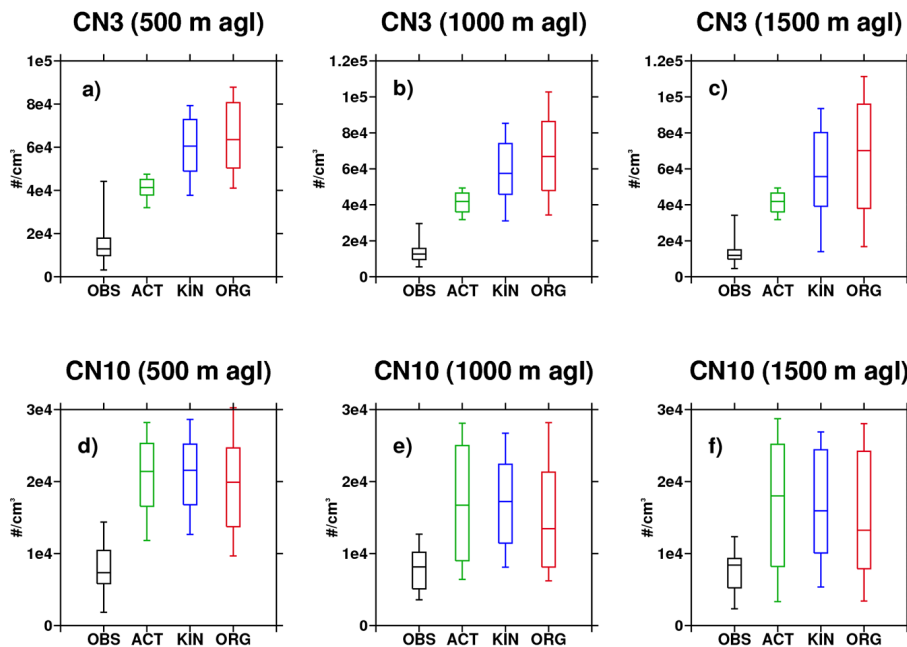 CN3 (500 m agl)
CN3 (1000 m agl)
CN3 (1500 m agl)
1e5
8e4
6e4
4e4
2e4
0
#/cm³
a)
OBS ACT KIN ORG
1.2e5
1e5
8e4
6e4
4e4
2e4
0
#/cm³
b)
OBS ACT KIN ORG
1.2e5
1e5
8e4
6e4
4e4
2e4
0
#/cm³
c)
OBS ACT KIN ORG
CN10 (500 m agl)
CN10 (1000 m agl)
CN10 (1500 m agl)
3e4
2e4
1e4
0
#/cm³
d)
OBS ACT KIN ORG
3e4
2e4
1e4
0
#/cm³
e)
OBS ACT KIN ORG
3e4
2e4
1e4
0
#/cm³
f)
OBS ACT KIN ORG